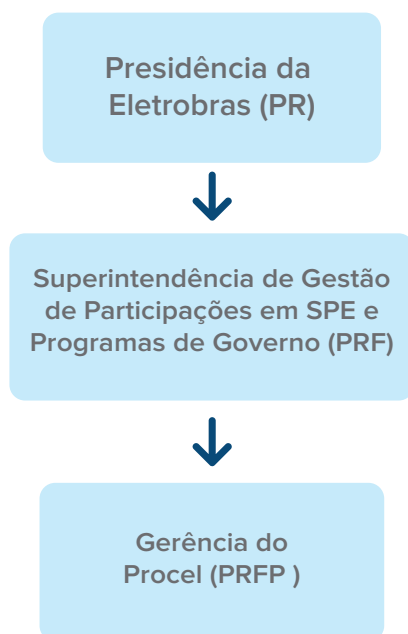 Presidência da
Eletrobras (PR)
Superintendência de Gestão
de Participações em SPE e
Programas de Governo (PRF)
Gerência do
Procel (PRFP )